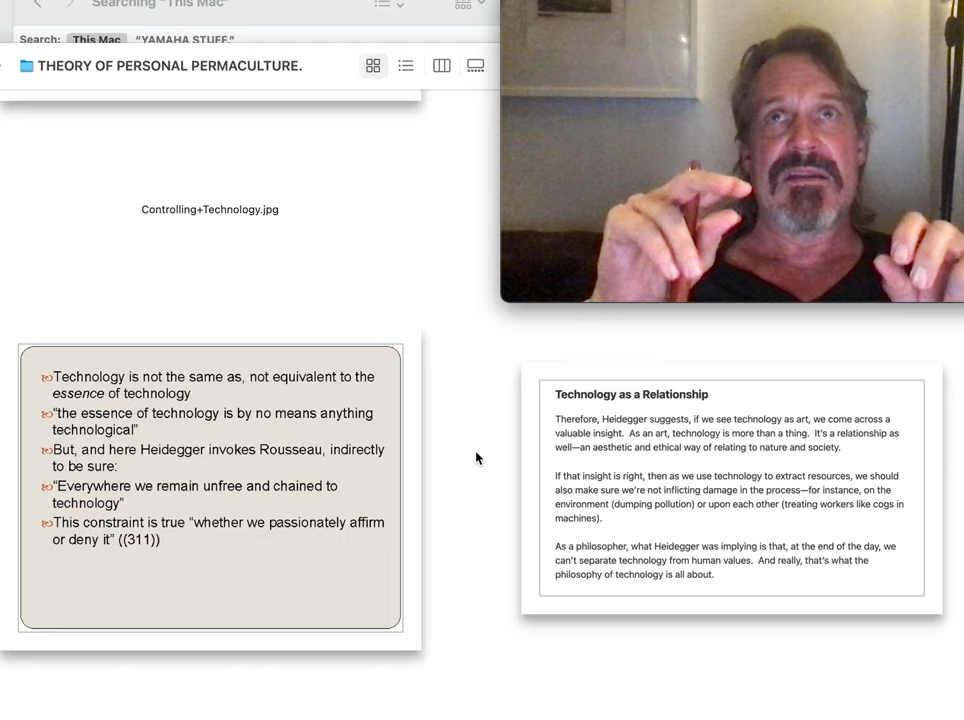 Searching "This Mac"
Search: This Mac "YAMAHA STUFF."
THEORY OF PERSONAL PERMACULTURE.
Controlling+Technology.jpg
Technology is not the same as, not equivalent to the
essence of technology
"the essence of technology is by no means anything
technological"
But, and here Heidegger invokes Rousseau, indirectly
to be sure:
"Everywhere we remain unfree and chained to
technology"
This constraint is true "whether we passionately affirm
or deny it" ((311))
Technology as a Relationship
Therefore, Heidegger suggests, if we see technology as art, we come across a
valuable insight. As an art, technology is more than a thing. It's a relationship as
well—an aesthetic and ethical way of relating to nature and society.
If that insight is right, then as we use technology to extract resources, we should
also make sure we're not inflicting damage in the process—for instance, on the
environment (dumping pollution) or upon each other (treating workers like cogs in
machines).
As a philosopher, what Heidegger was implying is that, at the end of the day, we
can't separate technology from human values. And really, that's what the
philosophy of technology is all about.